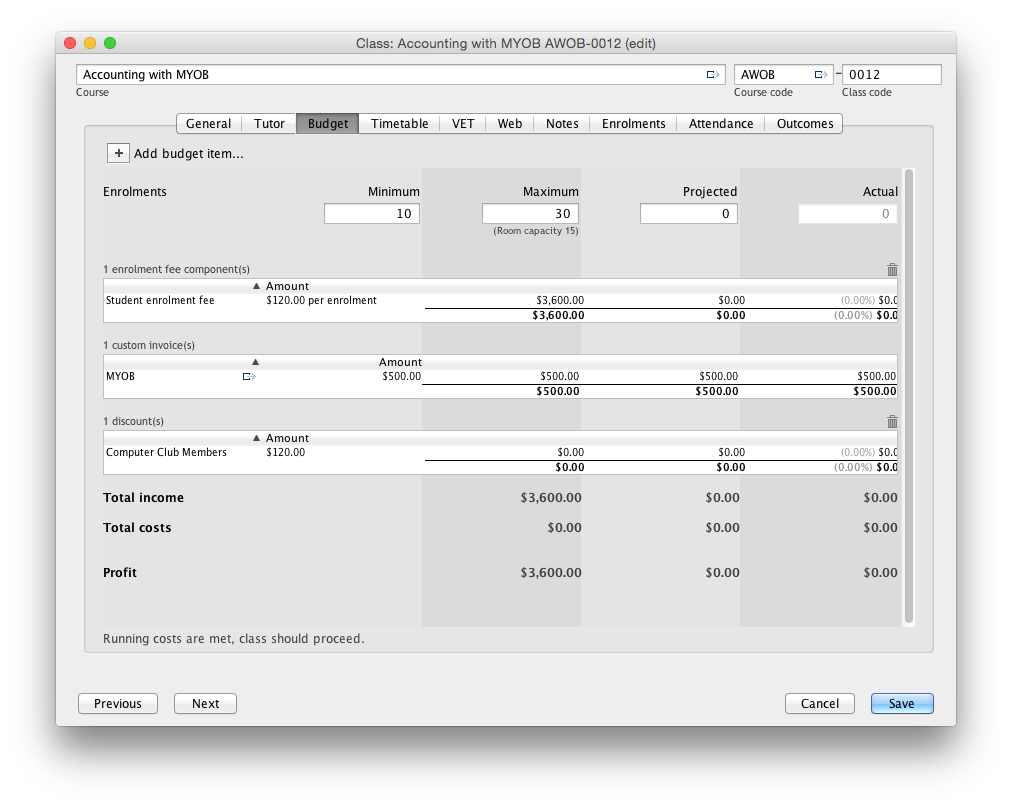 Class: Accounting with MYOB AWOB-0012 (edit)
Accounting with MYOB AWOB - 0012
Course Course code Class code
General Tutor Budget Timetable VET Web Notes Enrolments Attendance Outcomes
+ Add budget item...
Enrolments Minimum Maximum Projected Actual
10 30 0 0
(Room capacity 15)
1 enrolment fee component(s)
▲ Amount
Student enrolment fee $120.00 per enrolment $3,600.00 $0.00 (0.00%) $0.0
$3,600.00 $0.00 (0.00%) $0.0
1 custom invoice(s)
▲ Amount
MYOB $500.00 $500.00 $500.00 $500.00
$500.00 $500.00 $500.00
1 discount(s)
▲ Amount
Computer Club Members $120.00 $0.00 $0.00 (0.00%) $0.0
$0.00 $0.00 (0.00%) $0.0
Total income $3,600.00 $0.00 $0.00
Total costs $0.00 $0.00 $0.00
Profit $3,600.00 $0.00 $0.00
Running costs are met, class should proceed.
Previous Next Cancel Save